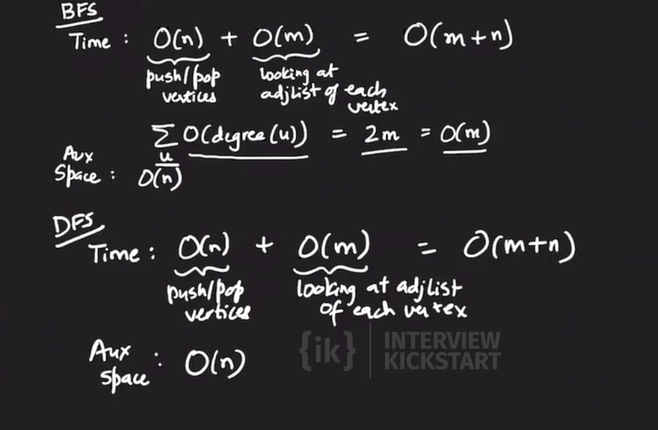 BFS
Time : O(n) + O(m) = O(m+n)
push/pop vertices
looking at adjlist of each vertex
Σ O(degree(u)) = 2m = O(m)
u
Aux Space : O(n)
DFS
Time : O(n) + O(m) = O(m+n)
push/pop vertices
looking at adjlist of each vertex
Aux space : O(n)
{ik} INTERVIEW KICKSTART